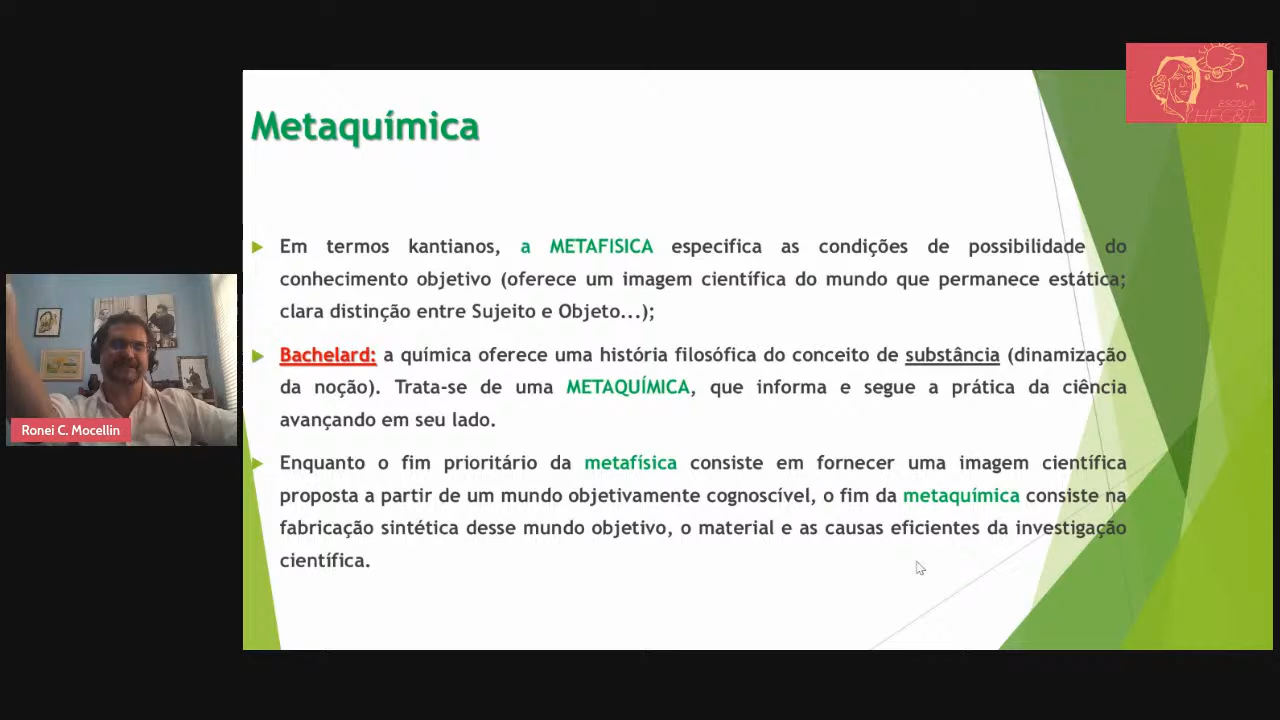 Metaquímica
Em termos kantianos, a METAFISICA especifica as condições de possibilidade do
conhecimento objetivo (oferece um imagem científica do mundo que permanece estática;
clara distinção entre Sujeito e Objeto...);
Bachelard: a química oferece uma história filosófica do conceito de substância (dinamização
da noção). Trata-se de uma METAQUÍMICA, que informa e segue a prática da ciência
avançando em seu lado.
Enquanto o fim prioritário da metafísica consiste em fornecer uma imagem científica
proposta a partir de um mundo objetivamente cognoscível, o fim da metaquímica consiste na
fabricação sintética desse mundo objetivo, o material e as causas eficientes da investigação
científica.
Ronei C. Mocellin
ESCOLA
HFC&T